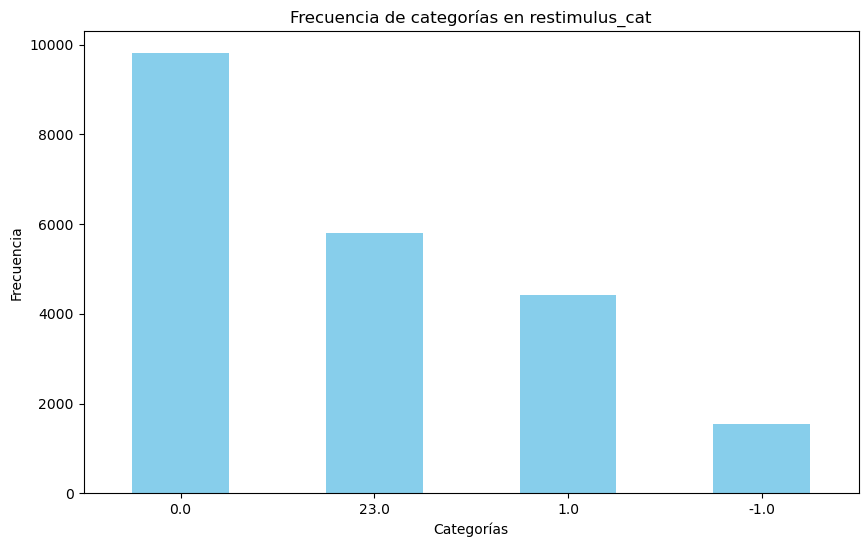 Frecuencia de categorías en restimulus_cat
10000
8000
6000
4000
2000
0
Frecuencia
0.0 23.0 1.0 -1.0
Categorías